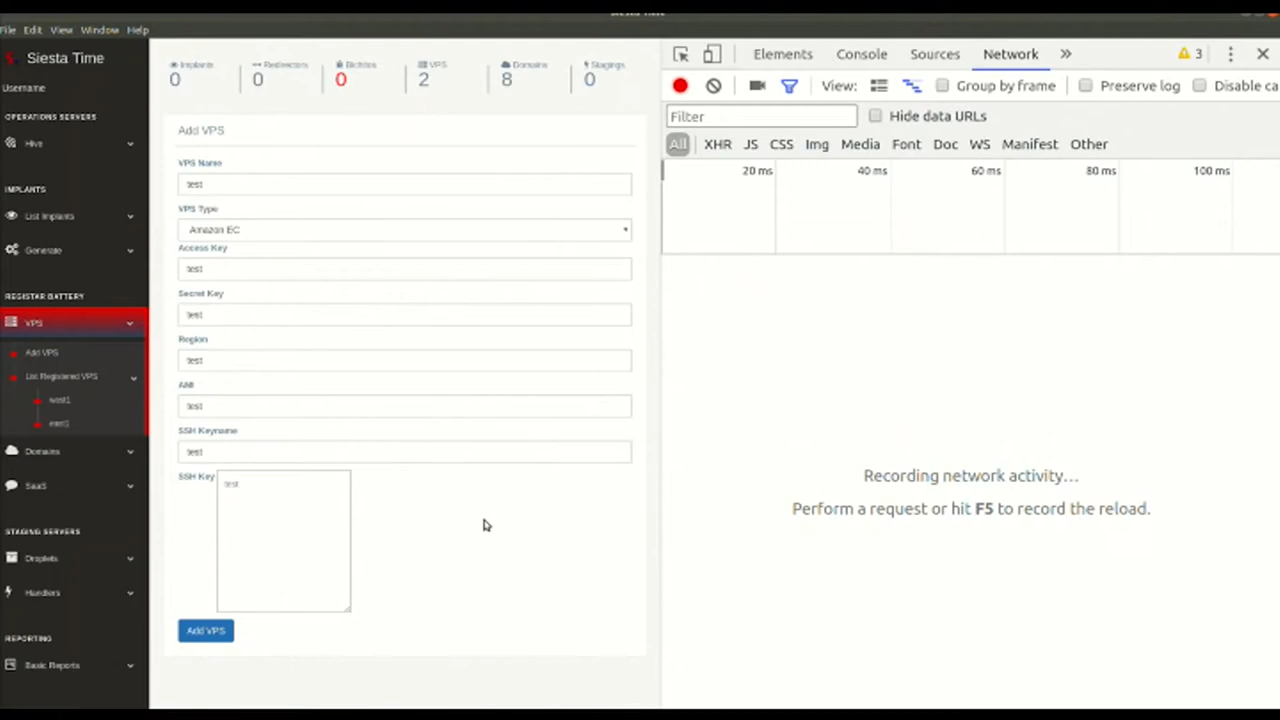 Siesta Time
File Edit View Window Help
Siesta Time
Username
OPERATIONS SERVERS
Hive
IMPLANTS
List Implants
Generate
REGISTAR BATTERY
VPS
Add VPS
List Registered VPS
west1
east1
Domains
SaaS
STAGING SERVERS
Droplets
Handlers
REPORTING
Basic Reports
Implants Redirectors Bichitos VPS Domains Stagings
0 0 0 2 8 0
Add VPS
VPS Name
test
VPS Type
Amazon EC
Access Key
test
Secret Key
test
Region
test
AMI
test
SSH Keyname
test
SSH Key
test
Add VPS
Elements Console Sources Network 3
View: Group by frame Preserve log Disable ca
Filter Hide data URLs
All XHR JS CSS Img Media Font Doc WS Manifest Other
20 ms 40 ms 60 ms 80 ms 100 ms
Recording network activity…
Perform a request or hit F5 to record the reload.